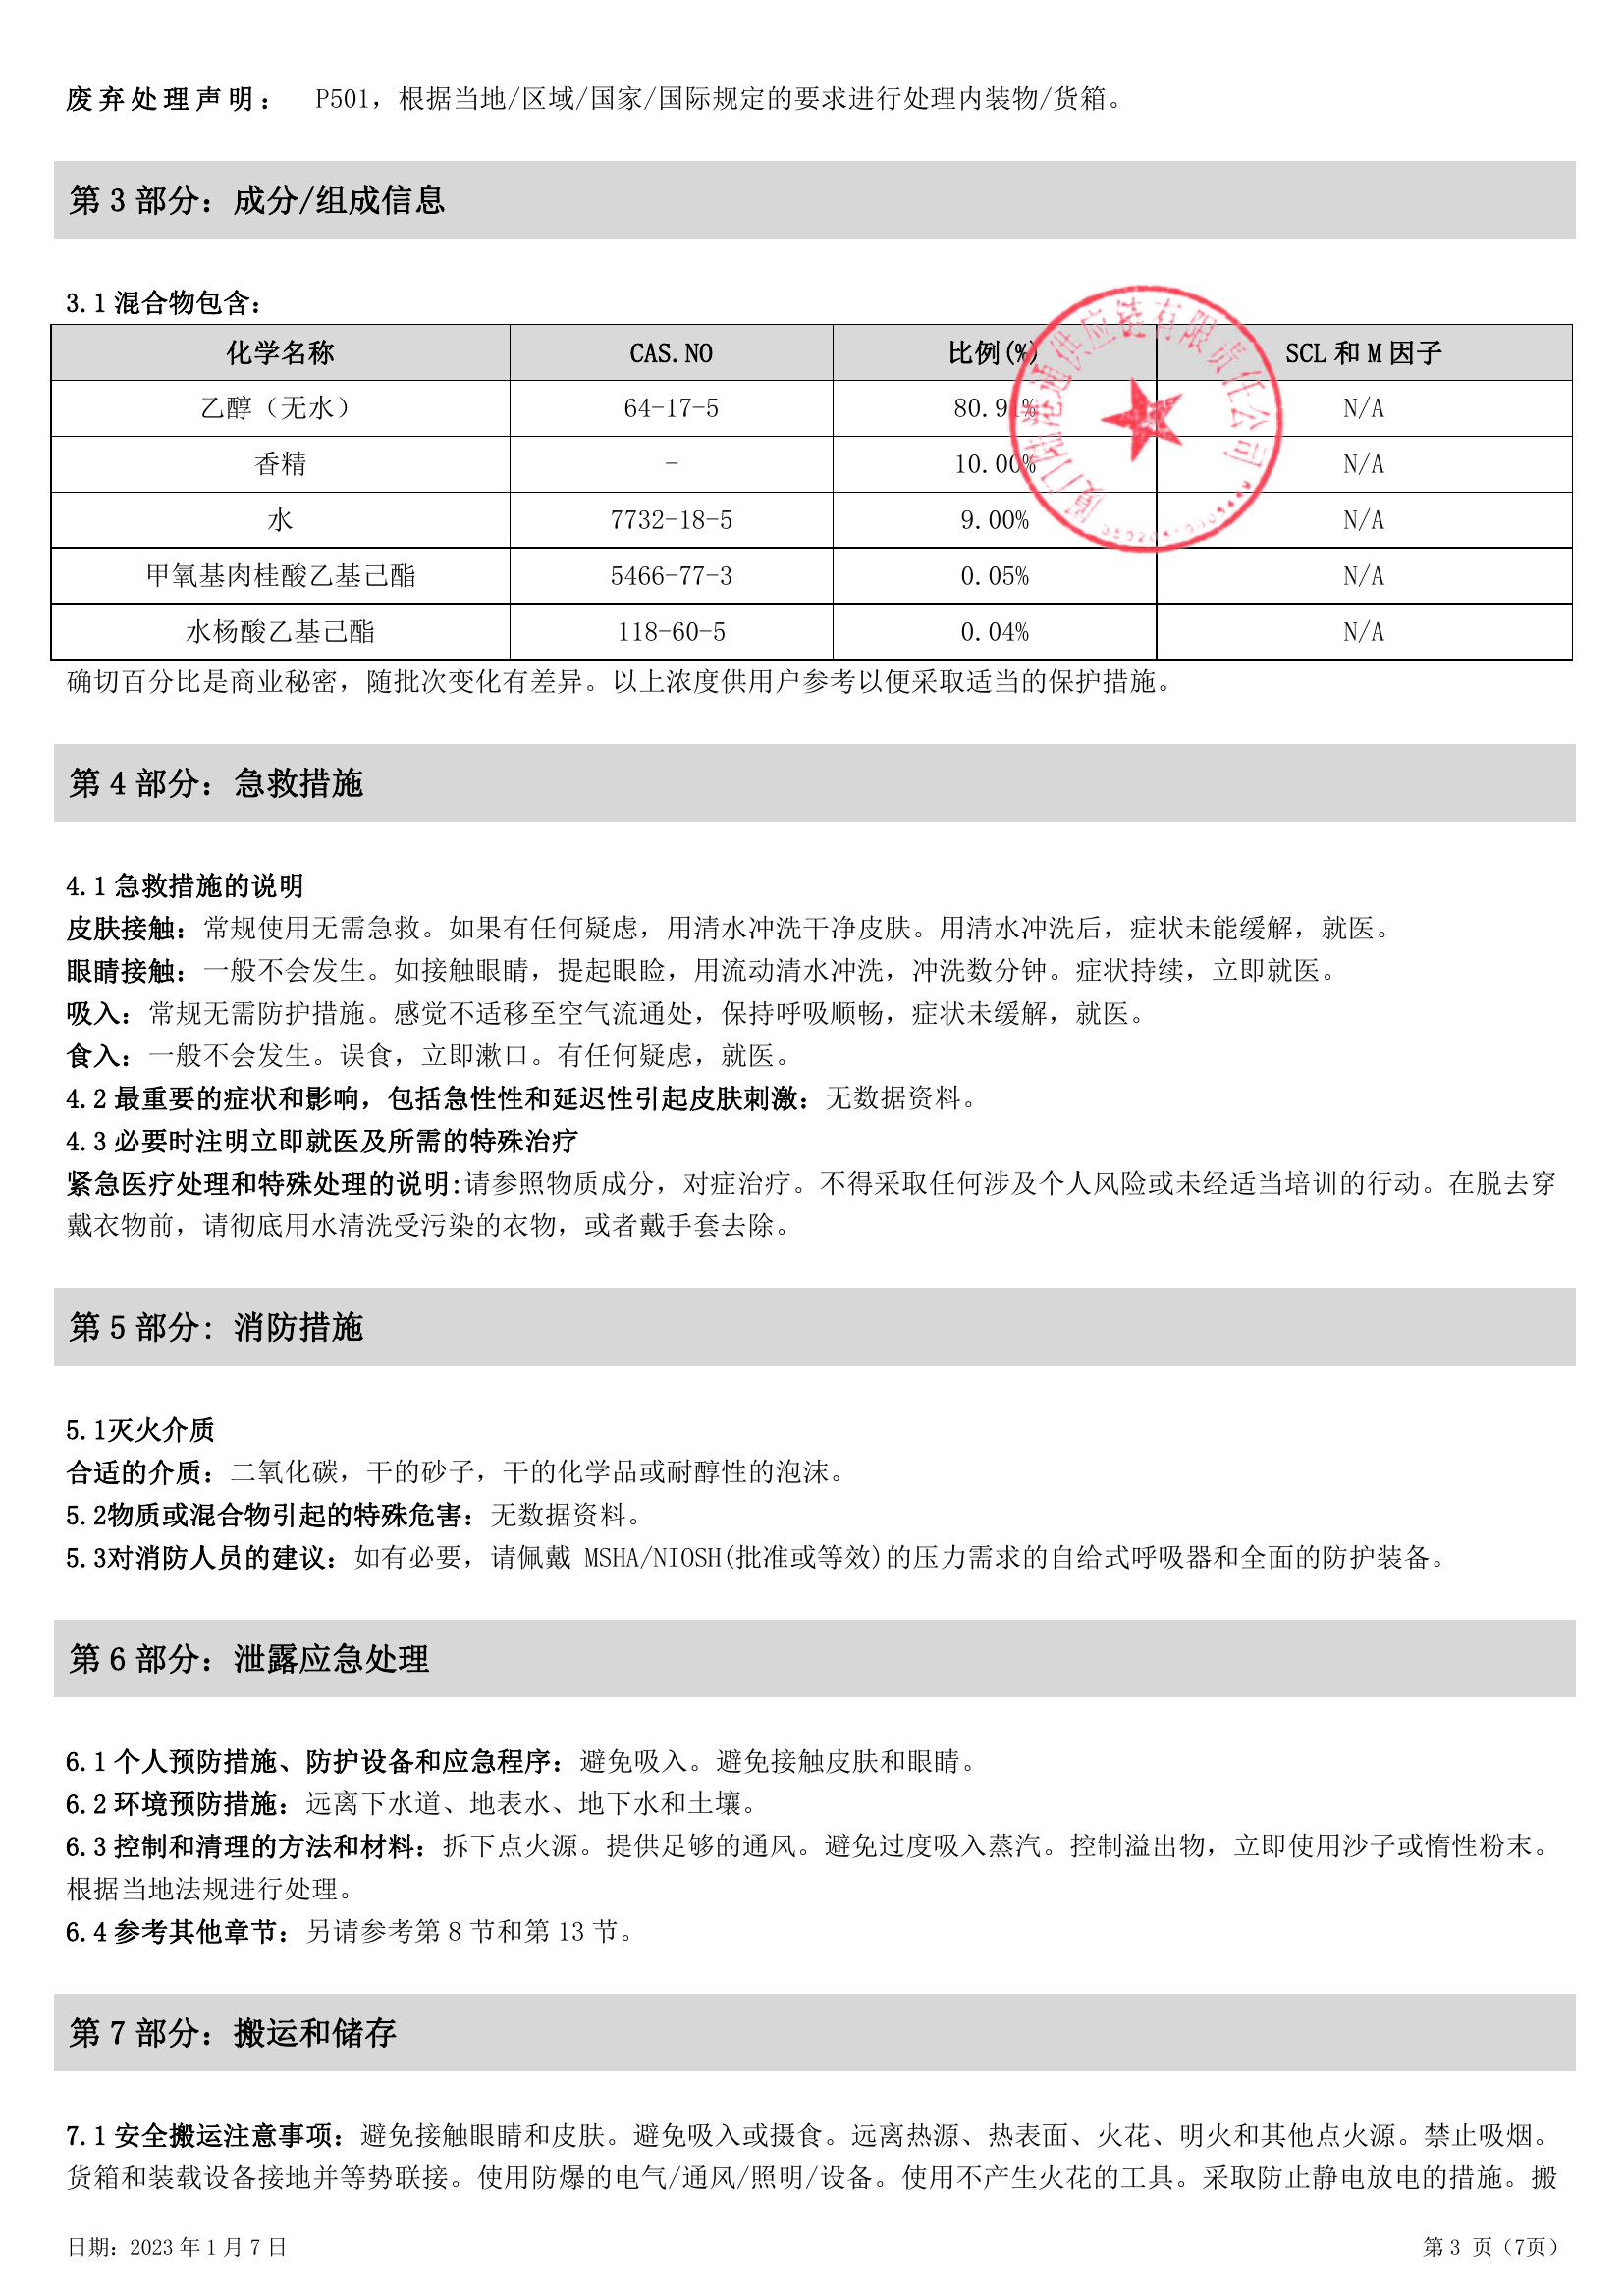 废弃处理声明： P501，根据当地/区域/国家/国际规定的要求进行处理内装物/货箱。
第 3 部分：成分/组成信息
3.1 混合物包含：
化学名称 CAS.NO 比例(%) SCL 和 M 因子
乙醇（无水） 64-17-5 80.91% N/A
香精 - 10.00% N/A
水 7732-18-5 9.00% N/A
甲氧基肉桂酸乙基己酯 5466-77-3 0.05% N/A
水杨酸乙基己酯 118-60-5 0.04% N/A
供应链有限责任公司
确切百分比是商业秘密，随批次变化有差异。以上浓度供用户参考以便采取适当的保护措施。
第 4 部分：急救措施
4.1 急救措施的说明
皮肤接触：常规使用无需急救。如果有任何疑虑，用清水冲洗干净皮肤。用清水冲洗后，症状未能缓解，就医。
眼睛接触：一般不会发生。如接触眼睛，提起眼睑，用流动清水冲洗，冲洗数分钟。症状持续，立即就医。
吸入：常规无需防护措施。感觉不适移至空气流通处，保持呼吸顺畅，症状未缓解，就医。
食入：一般不会发生。误食，立即漱口。有任何疑虑，就医。
4.2 最重要的症状和影响，包括急性性和延迟性引起皮肤刺激：无数据资料。
4.3 必要时注明立即就医及所需的特殊治疗
紧急医疗处理和特殊处理的说明:请参照物质成分，对症治疗。不得采取任何涉及个人风险或未经适当培训的行动。在脱去穿
戴衣物前，请彻底用水清洗受污染的衣物，或者戴手套去除。
第 5 部分: 消防措施
5.1灭火介质
合适的介质：二氧化碳，干的砂子，干的化学品或耐醇性的泡沫。
5.2物质或混合物引起的特殊危害：无数据资料。
5.3对消防人员的建议：如有必要，请佩戴 MSHA/NIOSH(批准或等效)的压力需求的自给式呼吸器和全面的防护装备。
第 6 部分：泄露应急处理
6.1 个人预防措施、防护设备和应急程序：避免吸入。避免接触皮肤和眼睛。
6.2 环境预防措施：远离下水道、地表水、地下水和土壤。
6.3 控制和清理的方法和材料：拆下点火源。提供足够的通风。避免过度吸入蒸汽。控制溢出物，立即使用沙子或惰性粉末。
根据当地法规进行处理。
6.4 参考其他章节：另请参考第 8 节和第 13 节。
第 7 部分：搬运和储存
7.1 安全搬运注意事项：避免接触眼睛和皮肤。避免吸入或摄食。远离热源、热表面、火花、明火和其他点火源。禁止吸烟。
货箱和装载设备接地并等势联接。使用防爆的电气/通风/照明/设备。使用不产生火花的工具。采取防止静电放电的措施。搬
日期：2023 年 1 月 7 日 第 3 页（7页）